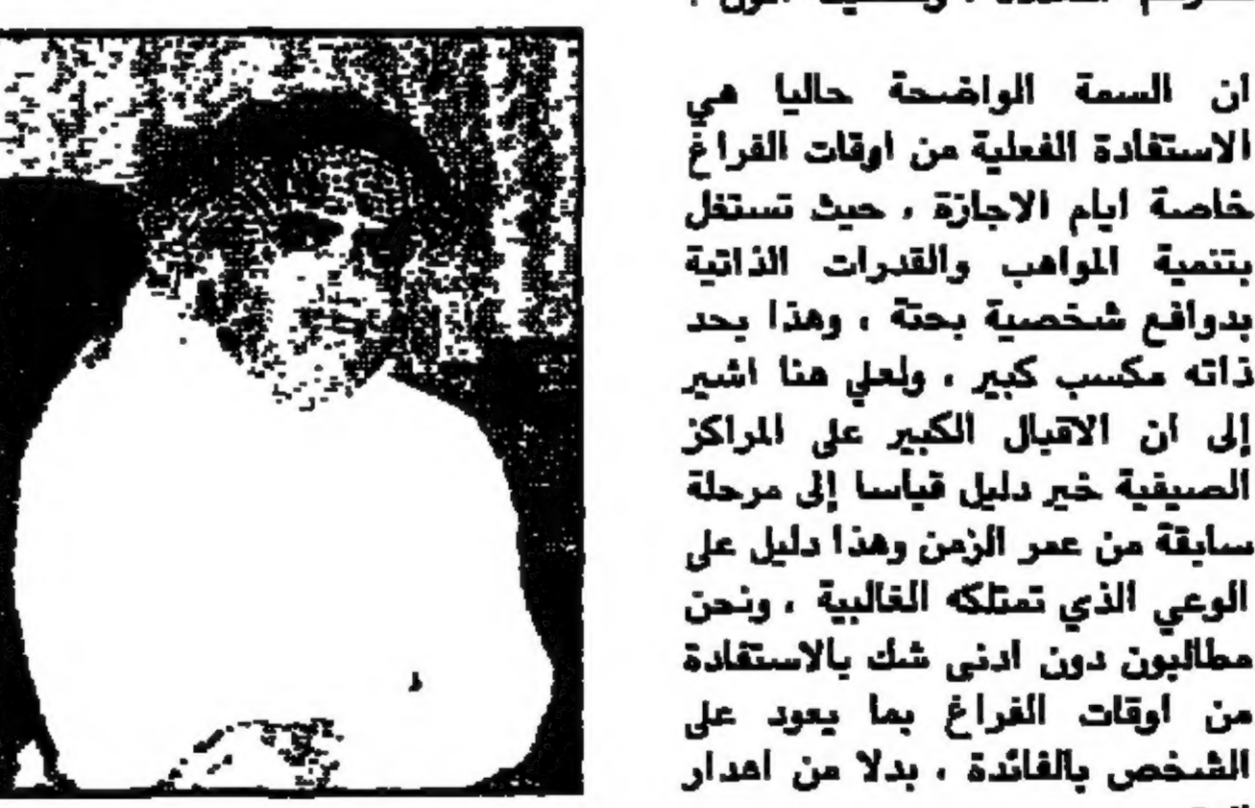 ان السمة الواضحة حاليا هي
الاستفادة الفعلية من اوقات الفراغ
خاصة ايام الاجازة ، حيث تستغل
بتنمية المواهب والقدرات الذاتية
بدوافع شخصية بحتة ، وهذا بحد
ذاته مكسب كبير ، ولعلي هنا اشير
إلى ان الاقبال الكبير على المراكز
الصيفية خير دليل قياسا إلى مرحلة
سابقة من عمر الزمن وهذا دليل على
الوعي الذي تمتلكه الغالبية ، ونحن
مطالبون دون ادنى شك بالاستفادة
من اوقات الفراغ بما يعود على
الشخص بالفائدة ، بدلا من اهدار